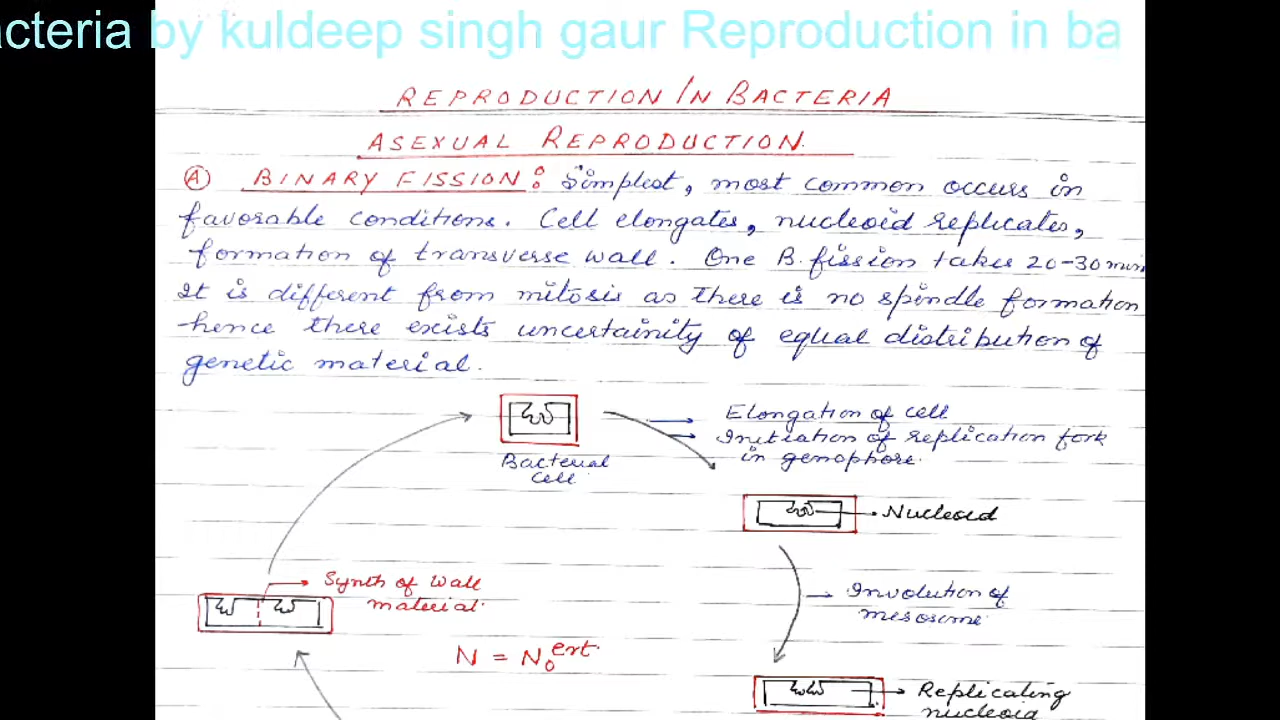 acteria by kuldeep singh gaur Reproduction in ba
REPRODUCTION IN BACTERIA
ASEXUAL REPRODUCTION.
(A) BINARY FISSION: Simplest, most common occurs in
favorable conditions. Cell elongates, nucleoid replicates,
formation of transverse wall. One B. fission takes 20-30 min
It is different from mitosis as there is no spindle formation
hence there exists uncertainity of equal distribution of
genetic material.
Elongation of cell
Initiation of replication fork
in genophore.
Bacterial
cell
Nucleoid
Synth of wall
material.
Involution of
mesosome
N = N₀ert.
Replicating
nucleoid